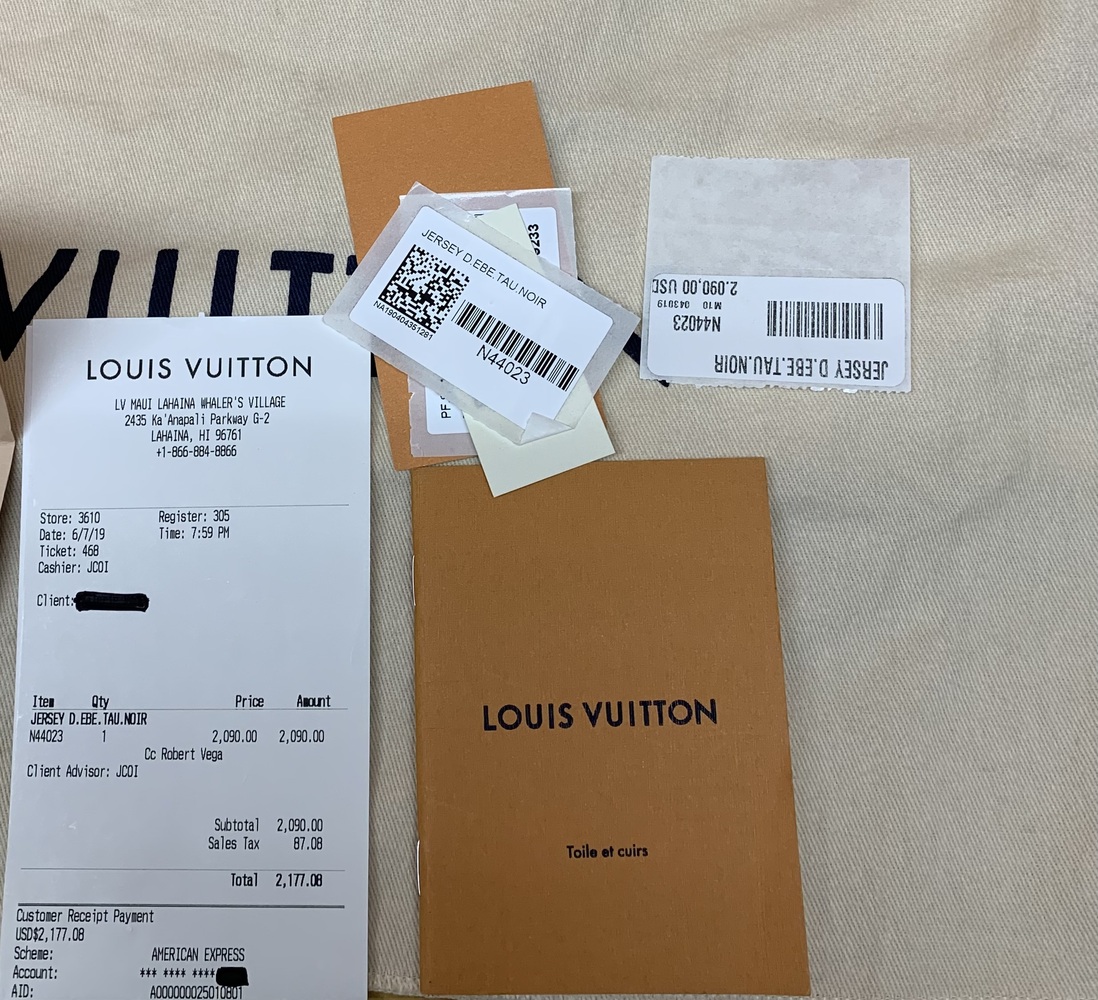 VUITT
LOUIS VUITTON
LV MAUI LAHAINA WHALER'S VILLAGE
2435 Ka'Anapali Parkway G-2
LAHAINA, HI 96761
+1-866-884-8866
Store: 3610 Register: 305
Date: 6/7/19 Time: 7:59 PM
Ticket: 468
Cashier: JCOI
Client:
Item Qty Price Amount
JERSEY D.EBE.TAU.NOIR
N44023 1 2,090.00 2,090.00
Cc Robert Vega
Client Advisor: JCOI
Subtotal 2,090.00
Sales Tax 87.08
Total 2,177.08
Customer Receipt Payment
USD$2,177.08
Scheme: AMERICAN EXPRESS
Account: *** **** ****
AID: A000000025010801
JERSEY D.EBE.TAU.NOIR
NA190404351281
N44023
9233
PF
JERSEY D.EBE.TAU.NOIR
N44023
M10 043019
2.090,00 USD
LOUIS VUITTON
Toile et cuirs